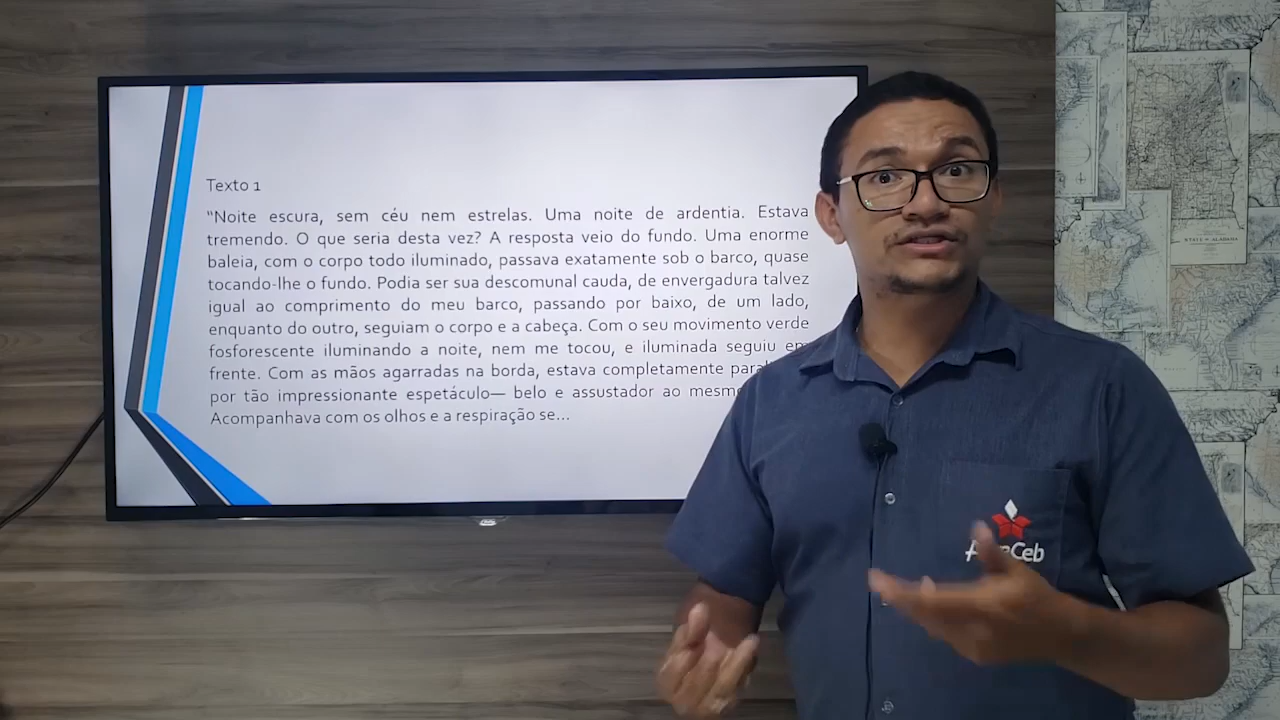 Texto 1
“Noite escura, sem céu nem estrelas. Uma noite de ardentia. Estava
tremendo. O que seria desta vez? A resposta veio do fundo. Uma enorme
baleia, com o corpo todo iluminado, passava exatamente sob o barco, quase
tocando-lhe o fundo. Podia ser sua descomunal cauda, de envergadura talvez
igual ao comprimento do meu barco, passando por baixo, de um lado,
enquanto do outro, seguiam o corpo e a cabeça. Com o seu movimento verde
fosforescente iluminando a noite, nem me tocou, e iluminada seguiu em
frente. Com as mãos agarradas na borda, estava completamente
por tão impressionante espetáculo— belo e assustador ao mesmo
Acompanhava com os olhos e a respiração se...
STATE OF ALABAMA